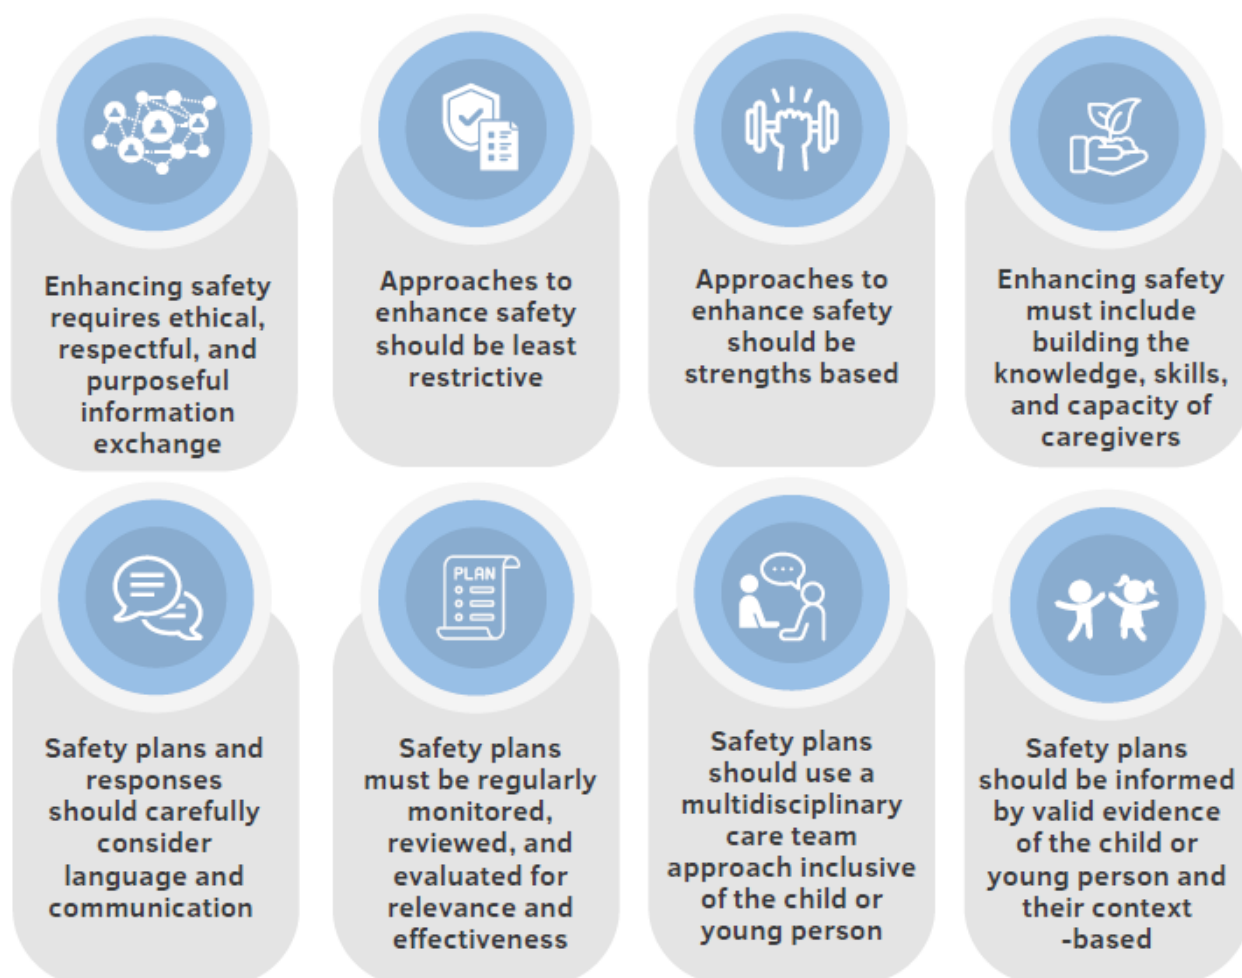 Enhancing safety
requires ethical,
respectful, and
purposeful
information
exchange
Approaches to
enhance safety
should be least
restrictive
Approaches to
enhance safety
should be
strengths based
Enhancing safety
must include
building the
knowledge, skills,
and capacity of
caregivers
Safety plans and
responses
should carefully
consider
language and
communication
PLAN
Safety plans
must be regularly
monitored,
reviewed, and
evaluated for
relevance and
effectiveness
Safety plans
should use a
multidisciplinary
care team
approach inclusive
of the child or
young person
Safety plans
should be informed
by valid evidence
of the child or
young person and
their context
-based